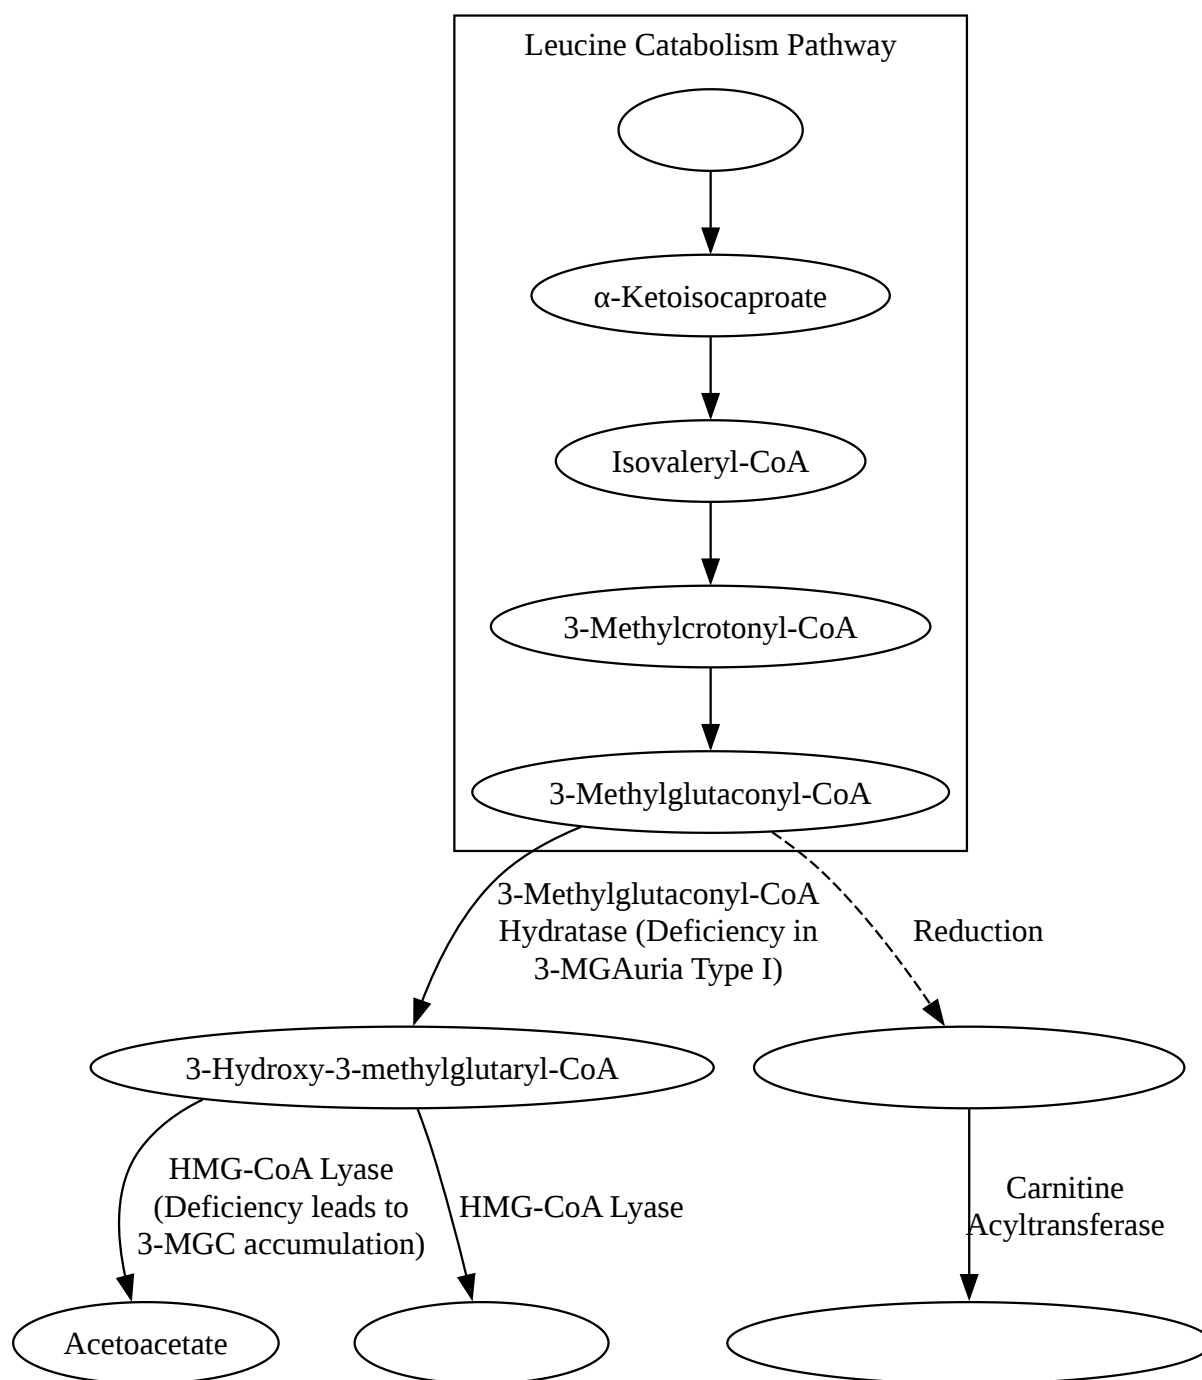 Leucine Catabolism Pathway
α-Ketoisocaproate
Isovaleryl-CoA
3-Methylcrotonyl-CoA
3-Methylglutaconyl-CoA
3-Methylglutaconyl-CoA
Hydratase (Deficiency in
3-MGAuria Type I)
Reduction
3-Hydroxy-3-methylglutaryl-CoA
HMG-CoA Lyase
(Deficiency leads to
3-MGC accumulation)
HMG-CoA Lyase
Carnitine
Acyltransferase
Acetoacetate